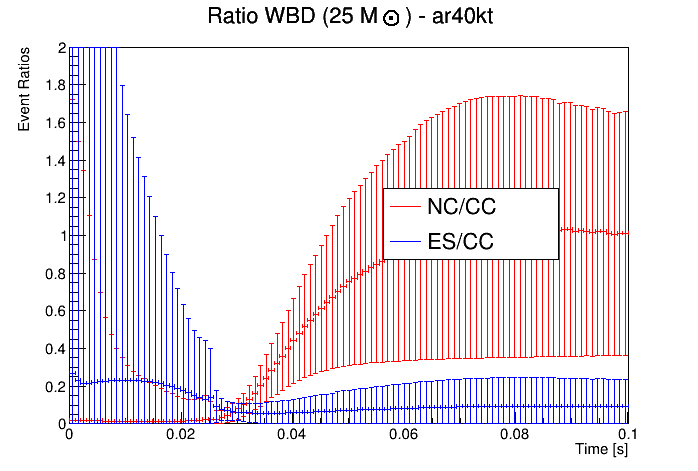 Ratio WBD (25 M ⊙) - ar40kt
Event Ratios
2
1.8
1.6
1.4
1.2
1
0.8
0.6
0.4
0.2
0
NC/CC
ES/CC
0 0.02 0.04 0.06 0.08 0.1
Time [s]